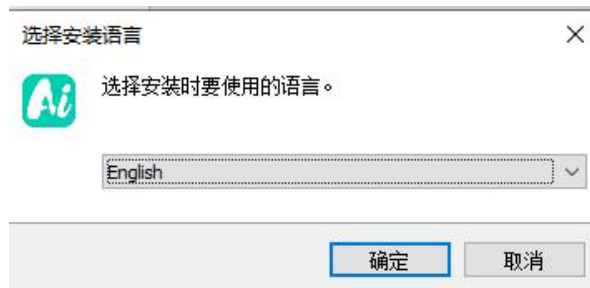 选择安装语言
Ai
选择安装时要使用的语言。
English
确定
取消